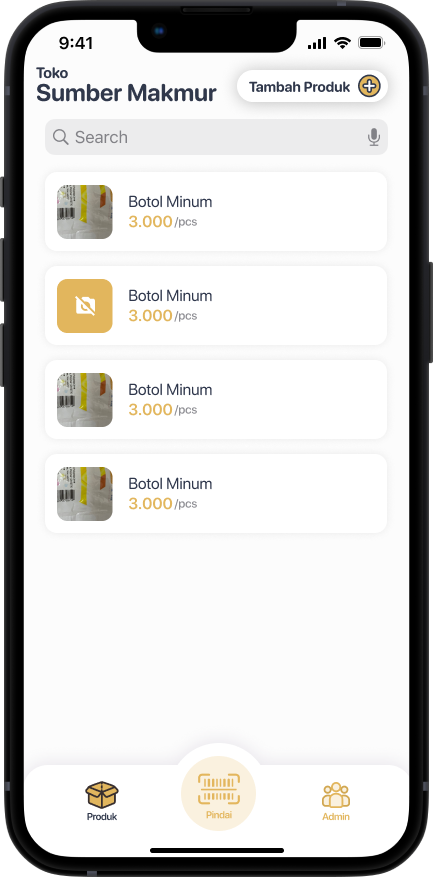 9:41
Toko
Sumber Makmur
Tambah Produk
Search
Botol Minum
3.000/pcs
Botol Minum
3.000/pcs
Botol Minum
3.000/pcs
Botol Minum
3.000/pcs
Produk
Pindai
Admin